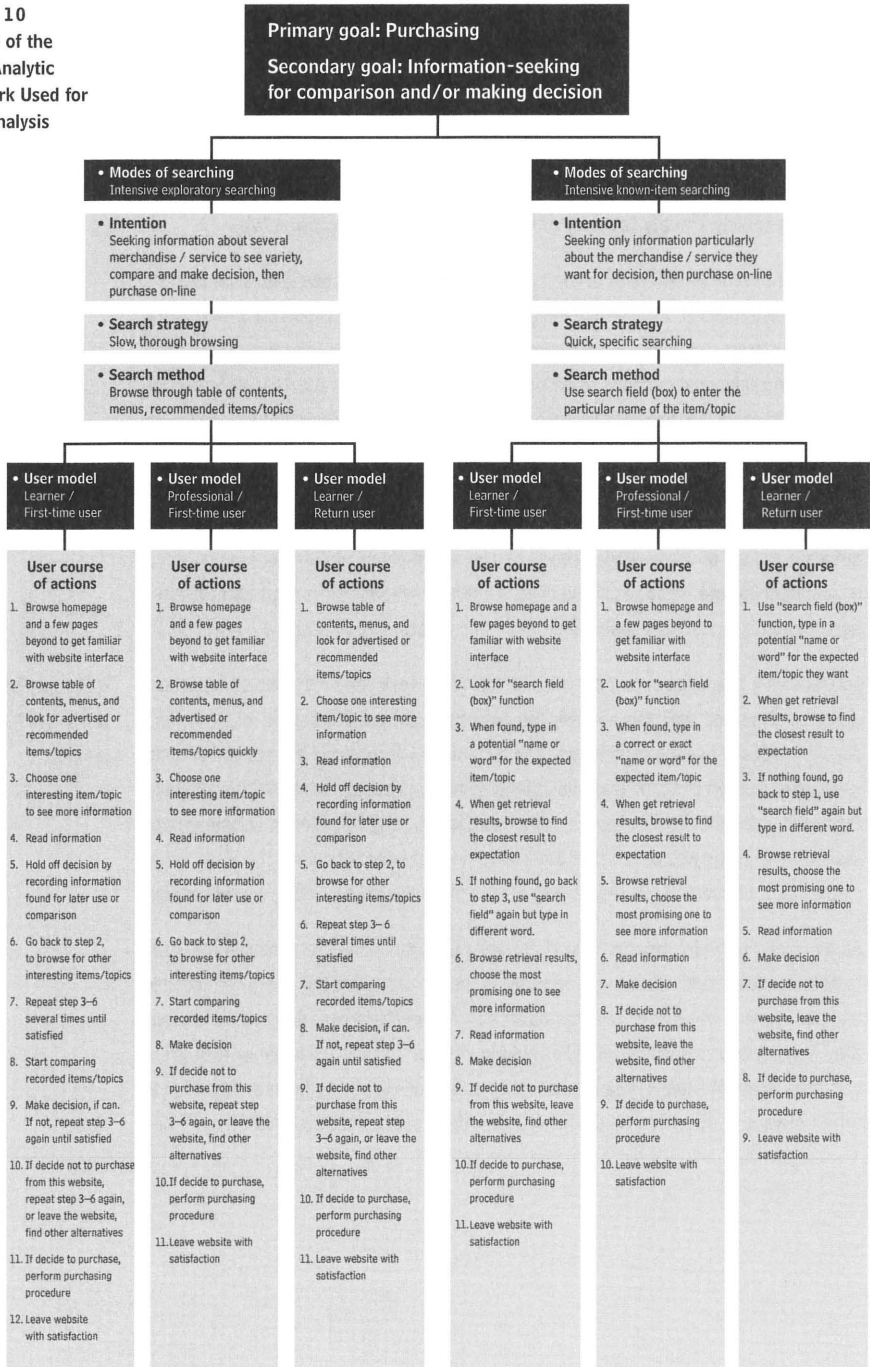 10
of the
Analytic
rk Used for
nalysis
Primary goal: Purchasing
Secondary goal: Information-seeking
for comparison and/or making decision
• Modes of searching
Intensive exploratory searching
• Intention
Seeking information about several
merchandise / service to see variety,
compare and make decision, then
purchase on-line
• Search strategy
Slow, thorough browsing
• Search method
Browse through table of contents,
menus, recommended items/topics
• Modes of searching
Intensive known-item searching
• Intention
Seeking only information particularly
about the merchandise / service they
want for decision, then purchase on-line
• Search strategy
Quick, specific searching
• Search method
Use search field (box) to enter the
particular name of the item/topic
• User model
Learner /
First-time user
User course
of actions
1. Browse homepage
and a few pages
beyond to get familiar
with website interface
2. Browse table of
contents, menus, and
look for advertised or
recommended
items/topics
3. Choose one
interesting item/topic
to see more information
4. Read information
5. Hold off decision by
recording information
found for later use or
comparison
6. Go back to step 2,
to browse for other
interesting items/topics
7. Repeat step 3–6
several times until
satisfied
8. Start comparing
recorded items/topics
9. Make decision, if can.
If not, repeat step 3–6
again until satisfied
10. If decide not to purchase
from this website,
repeat step 3–6 again,
or leave the website,
find other alternatives
11. If decide to purchase,
perform purchasing
procedure
12. Leave website
with satisfaction
• User model
Professional /
First-time user
User course
of actions
1. Browse homepage
and a few pages
beyond to get familiar
with website interface
2. Browse table of
contents, menus, and
advertised or
recommended
items/topics quickly
3. Choose one
interesting item/topic
to see more information
4. Read information
5. Hold off decision by
recording information
found for later use or
comparison
6. Go back to step 2,
to browse for other
interesting items/topics
7. Start comparing
recorded items/topics
8. Make decision
9. If decide not to
purchase from this
website, repeat step
3–6 again, or leave the
website, find other
alternatives
10.If decide to purchase,
perform purchasing
procedure
11.Leave website with
satisfaction
• User model
Learner /
Return user
User course
of actions
1. Browse table of
contents, menus, and
look for advertised or
recommended
items/topics
2. Choose one interesting
item/topic to see more
information
3. Read information
4. Hold off decision by
recording information
found for later use or
comparison
5. Go back to step 2, to
browse for other
interesting items/topics
6. Repeat step 3–6
several times until
satisfied
7. Start comparing
recorded items/topics
8. Make decision, if can.
If not, repeat step 3–6
again until satisfied
9. If decide not to
purchase from this
website, repeat step
3–6 again, or leave the
website, find other
alternatives
10. If decide to purchase,
perform purchasing
procedure
11. Leave website with
satisfaction
• User model
Learner /
First-time user
User course
of actions
1. Browse homepage and a
few pages beyond to get
familiar with website
interface
2. Look for "search field
(box)" function
3. When found, type in
a potential "name or
word" for the expected
item/topic
4. When get retrieval
results, browse to find
the closest result to
expectation
5. If nothing found, go back
to step 3, use "search
field" again but type in
different word.
6. Browse retrieval results,
choose the most
promising one to see
more information
7. Read information
8. Make decision
9. If decide not to purchase
from this website, leave
the website, find other
alternatives
10.If decide to purchase,
perform purchasing
procedure
11.Leave website with
satisfaction
• User model
Professional /
First-time user
User course
of actions
1. Browse homepage and
a few pages beyond to
get familiar with
website interface
2. Look for "search field
(box)" function
3. When found, type in
a correct or exact
"name or word" for the
expected item/topic
4. When get retrieval
results, browse to find
the closest result to
expectation
5. Browse retrieval
results, choose the
most promising one to
see more information
6. Read information
7. Make decision
8. If decide not to
purchase from this
website, leave the
website, find other
alternatives
9. If decide to purchase,
perform purchasing
procedure
10. Leave website with
satisfaction
• User model
Learner /
Return user
User course
of actions
1. Use "search field (box)"
function, type in a
potential "name or
word" for the expected
item/topic they want
2. When get retrieval
results, browse to find
the closest result to
expectation
3. If nothing found, go
back to step 1, use
"search field" again but
type in different word.
4. Browse retrieval
results, choose the
most promising one to
see more information
5. Read information
6. Make decision
7. If decide not to
purchase from this
website, leave the
website, find other
alternatives
8. If decide to purchase,
perform purchasing
procedure
9. Leave website with
satisfaction